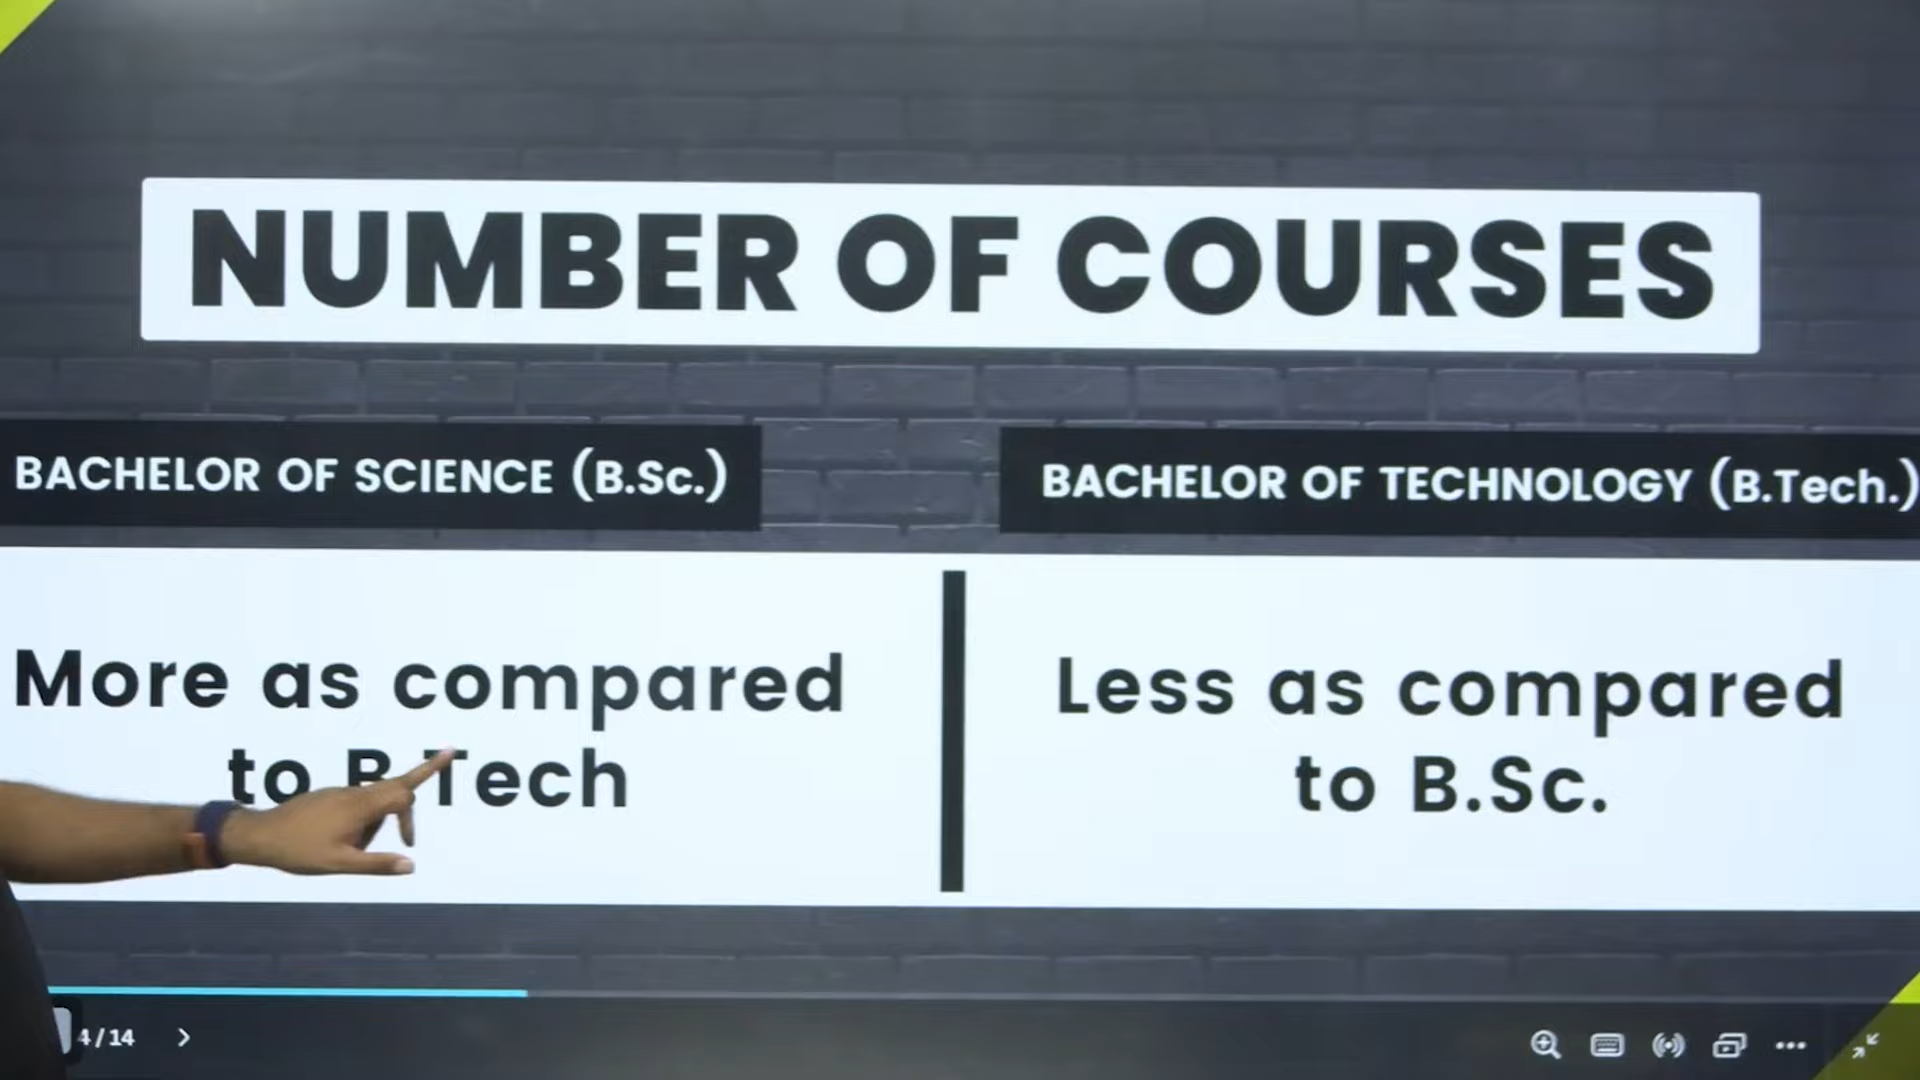 NUMBER OF COURSES
BACHELOR OF SCIENCE (B.Sc.)
BACHELOR OF TECHNOLOGY (B.Tech.)
More as compared
to B.Tech
Less as compared
to B.Sc.
4 / 14